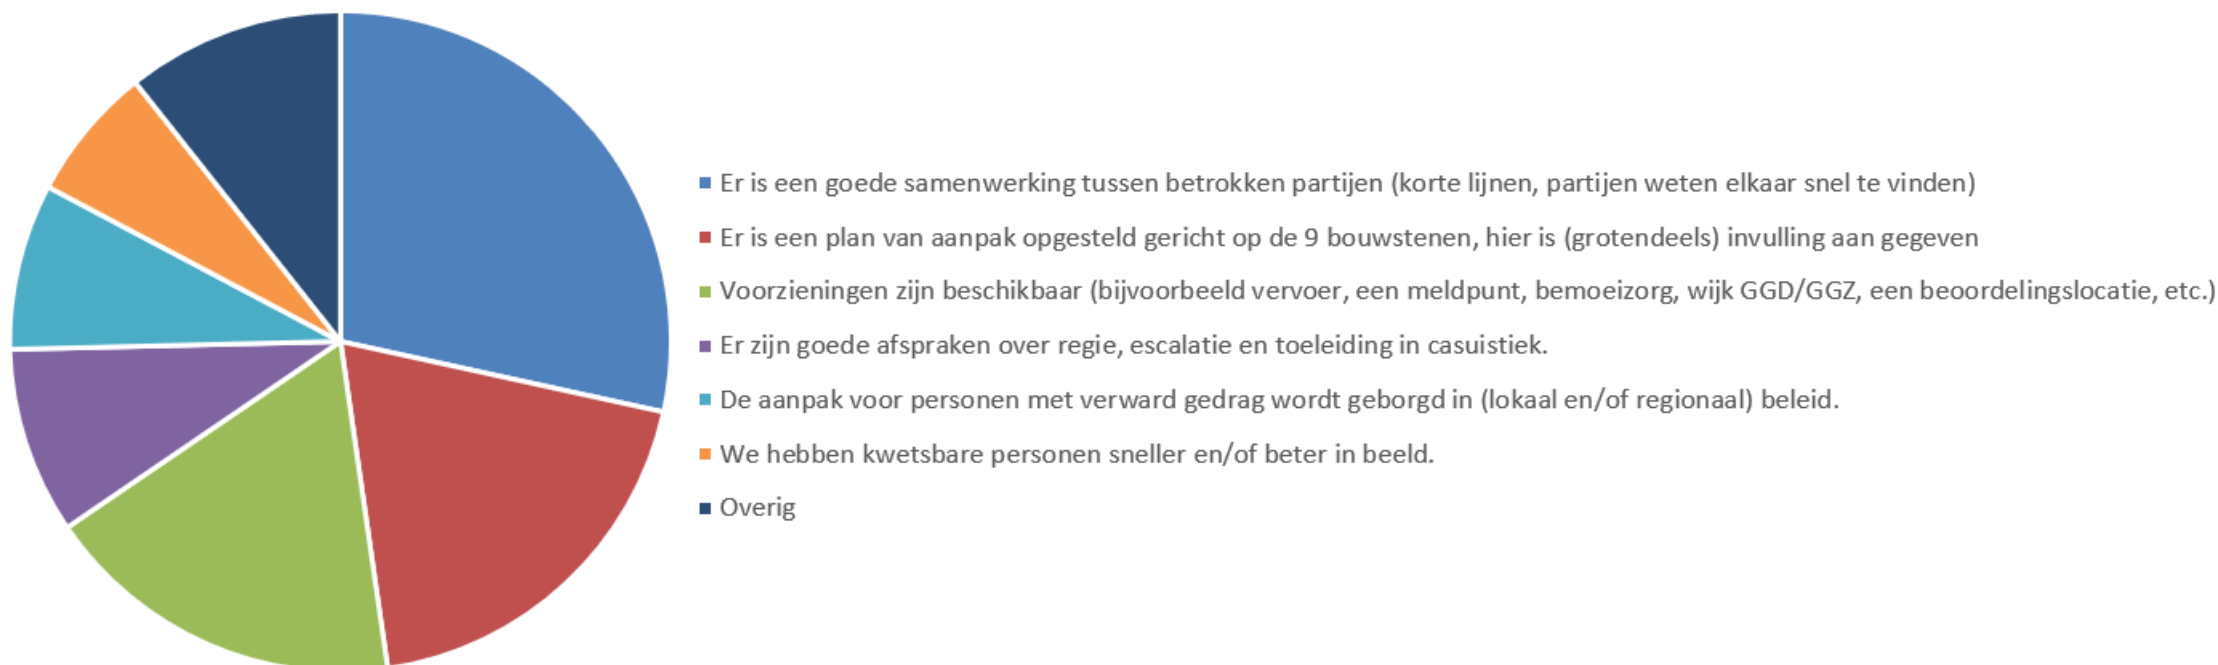 Er is een goede samenwerking tussen betrokken partijen (korte lijnen, partijen weten elkaar snel te vinden)
Er is een plan van aanpak opgesteld gericht op de 9 bouwstenen, hier is (grotendeels) invulling aan gegeven
Voorzieningen zijn beschikbaar (bijvoorbeeld vervoer, een meldpunt, bemoeizorg, wijk GGD/GGZ, een beoordelingslocatie, etc.)
Er zijn goede afspraken over regie, escalatie en toeleiding in casuistiek.
De aanpak voor personen met verward gedrag wordt geborgd in (lokaal en/of regionaal) beleid.
We hebben kwetsbare personen sneller en/of beter in beeld.
Overig